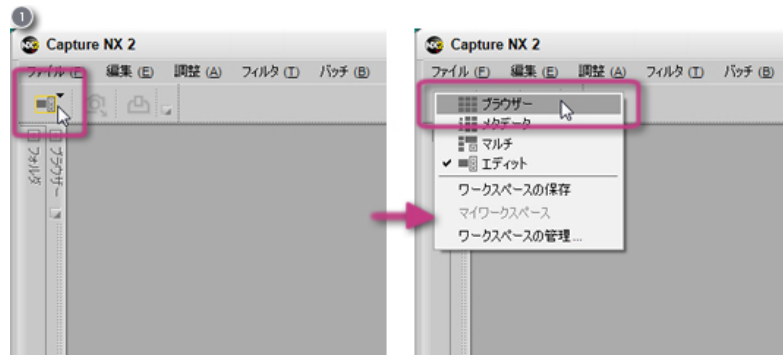 1
Capture NX 2
ファイル (F) 編集 (E) 調整 (A) フィルタ (T) バッチ (B)
フォルダ
ブラウザー
Capture NX 2
ファイル (F) 編集 (E) 調整 (A) フィルタ (T) バッチ (B)
ブラウザー
メタデータ
マルチ
エディット
ワークスペースの保存
マイワークスペース
ワークスペースの管理...